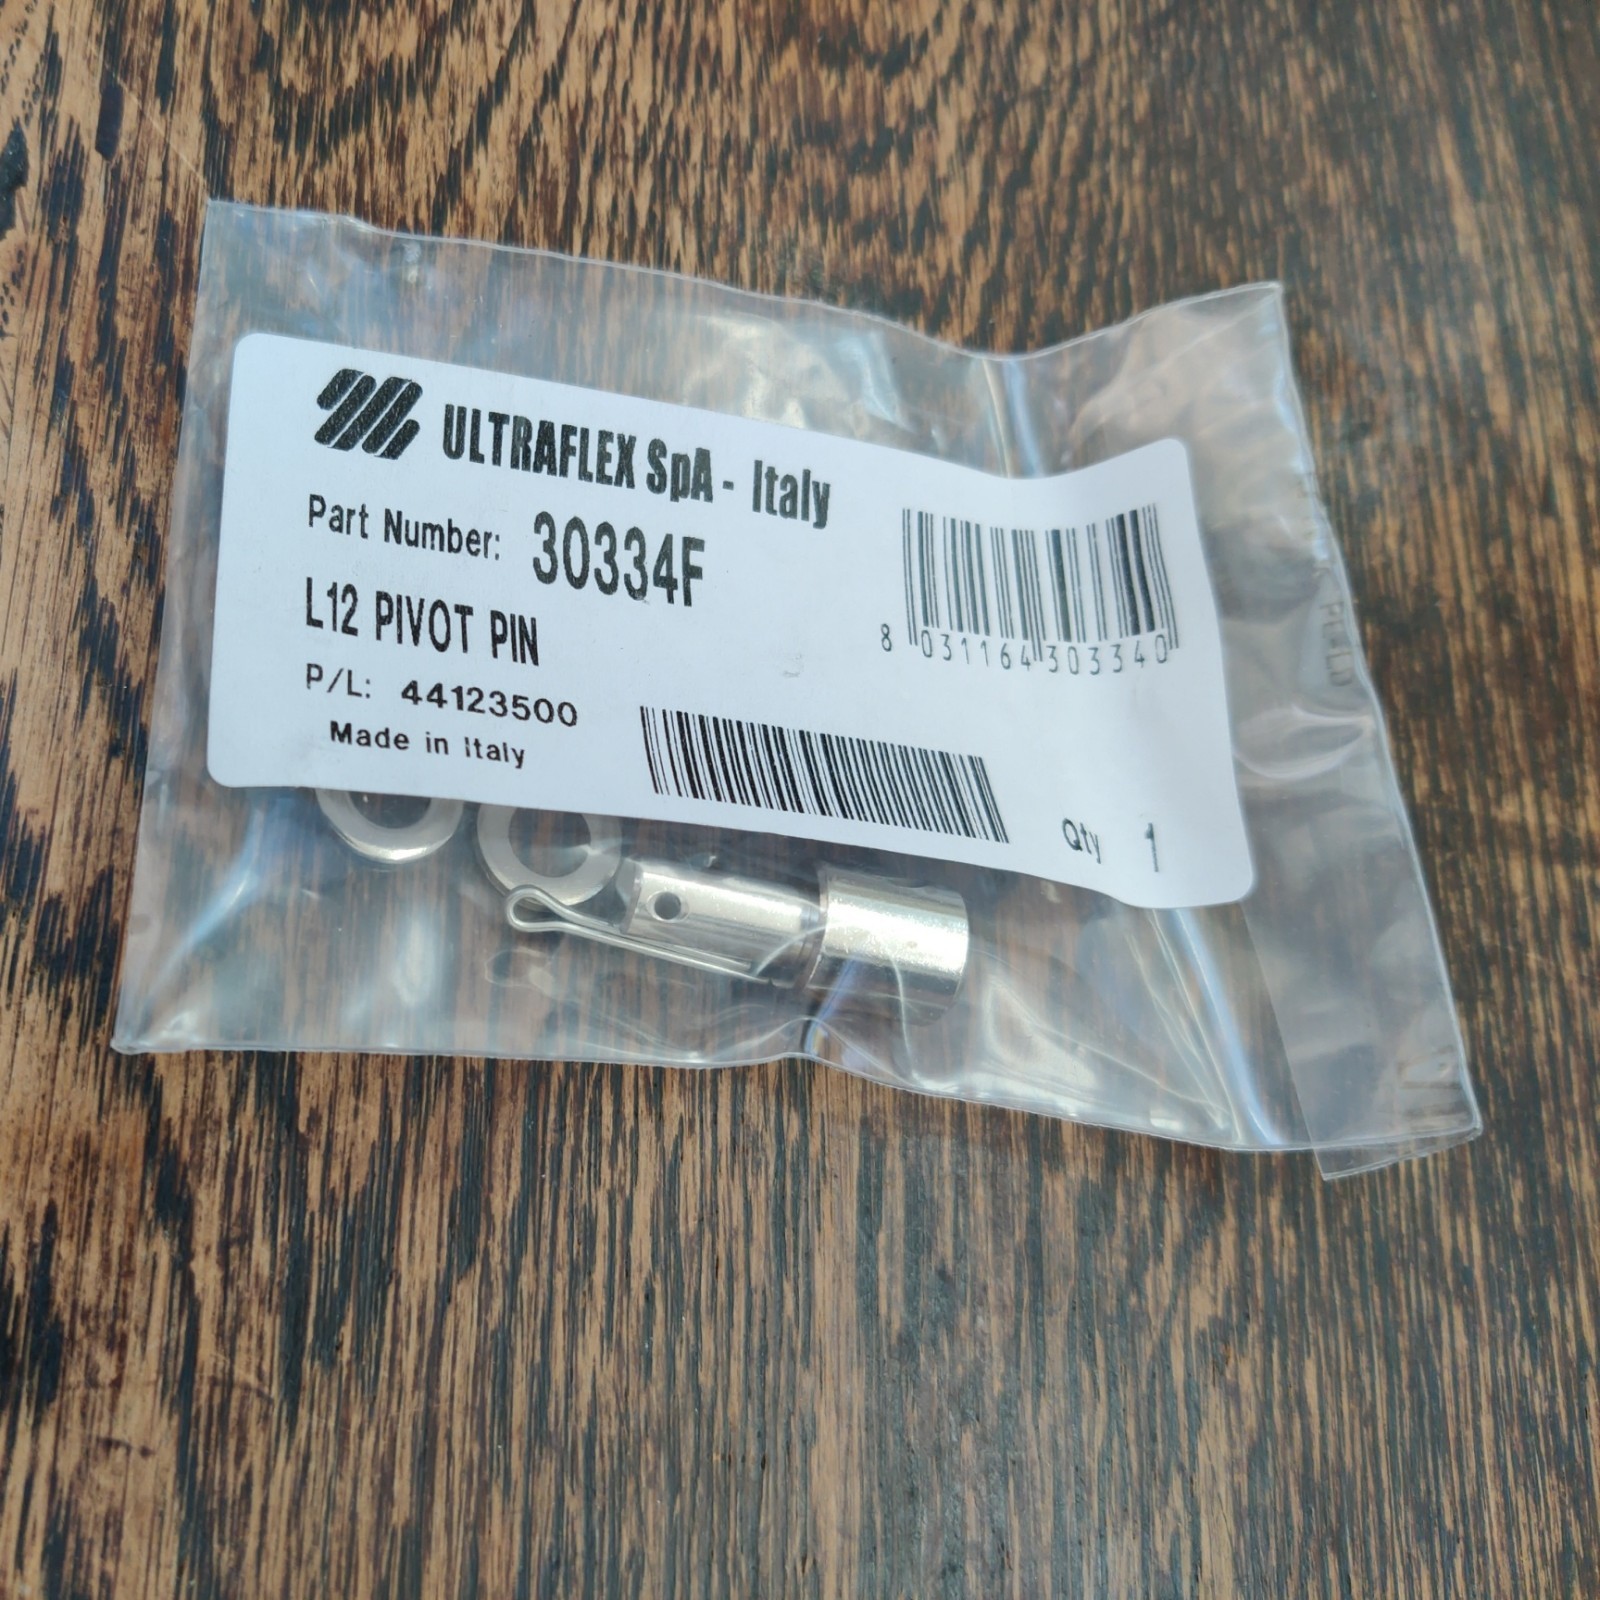 ULTRAFLEX SpA - Italy
Part Number: 30334F
L12 PIVOT PIN
P/L: 44123500
Made in Italy
8 031164 303340
Qty 1